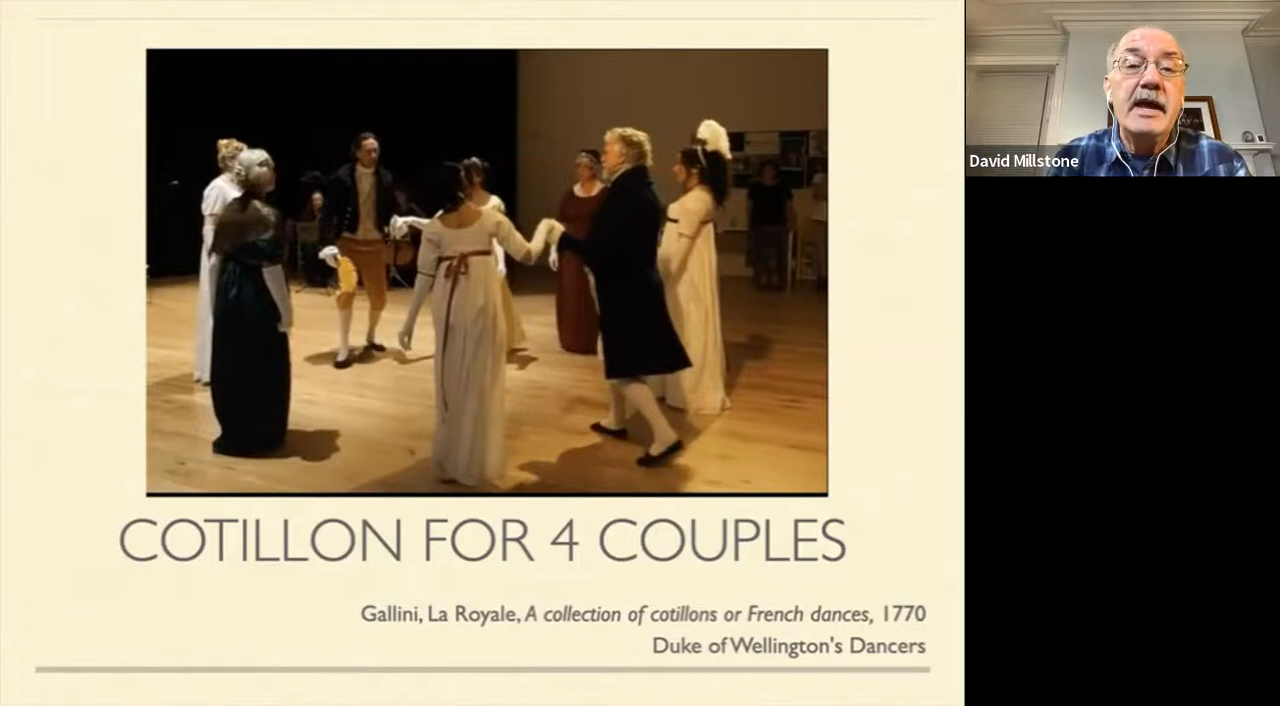 David Millstone
COTILLON FOR 4 COUPLES
Gallini, La Royale, A collection of cotillons or French dances, 1770
Duke of Wellington's Dancers